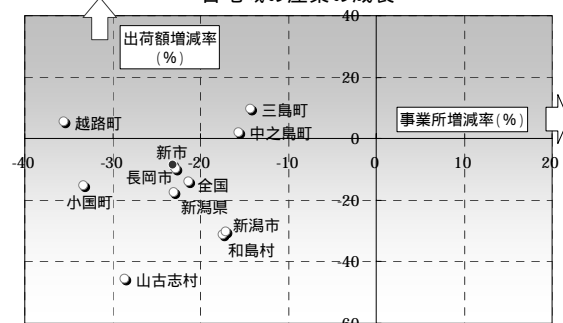 40
出荷額増減率
(％)
20
三島町
越路町
事業所増減率(％)
中之島町
0
-40
-30
-20
-10
0
10
20
新市
長岡市
全国
小国町
新潟県
-20
新潟市
和島村
-40
山古志村
-60